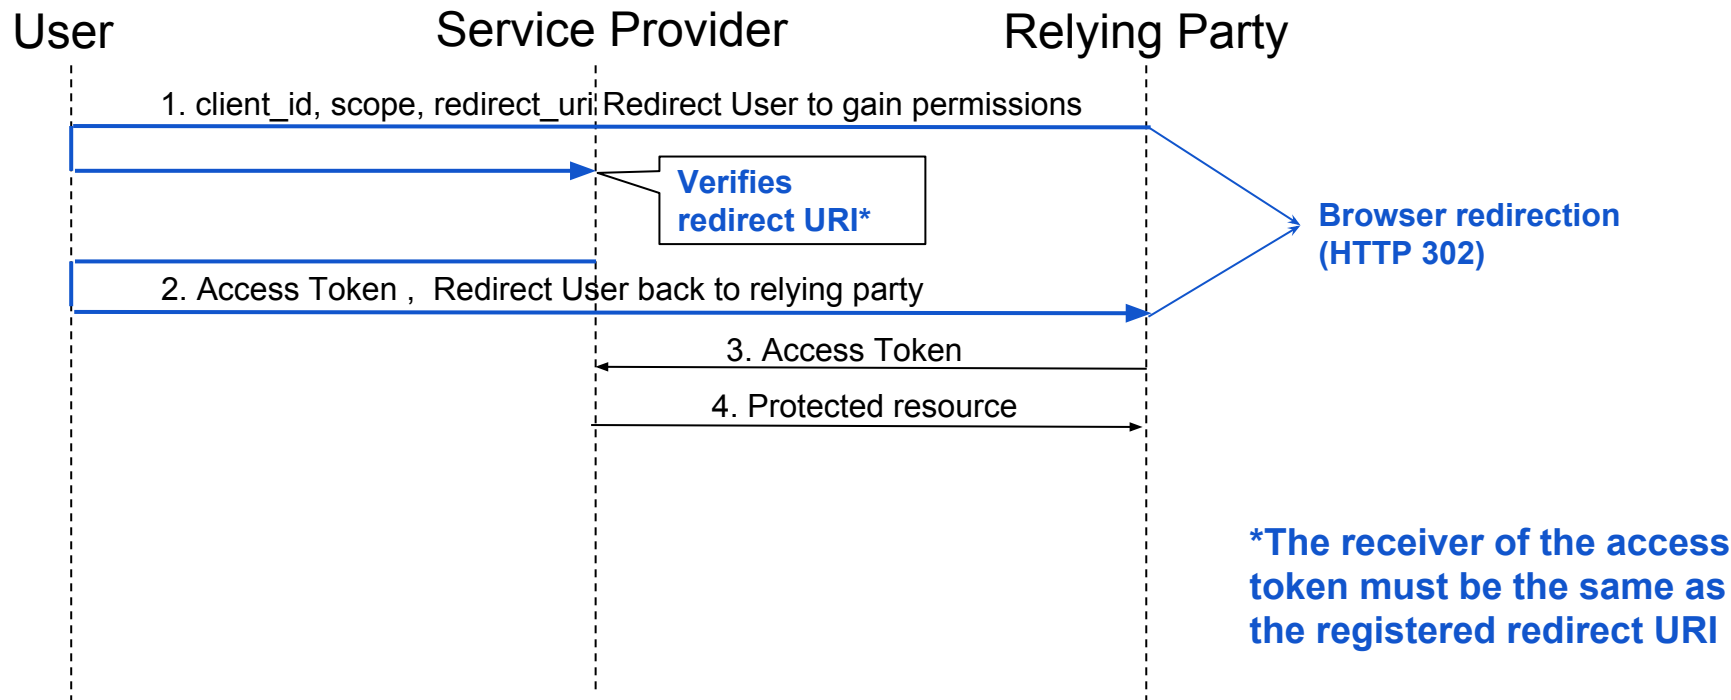 User
Service Provider
Relying Party
1. client_id, scope, redirect_uri Redirect User to gain permissions
Verifies
redirect URI*
Browser redirection
(HTTP 302)
2. Access Token , Redirect User back to relying party
3. Access Token
4. Protected resource
*The receiver of the access
token must be the same as
the registered redirect URI